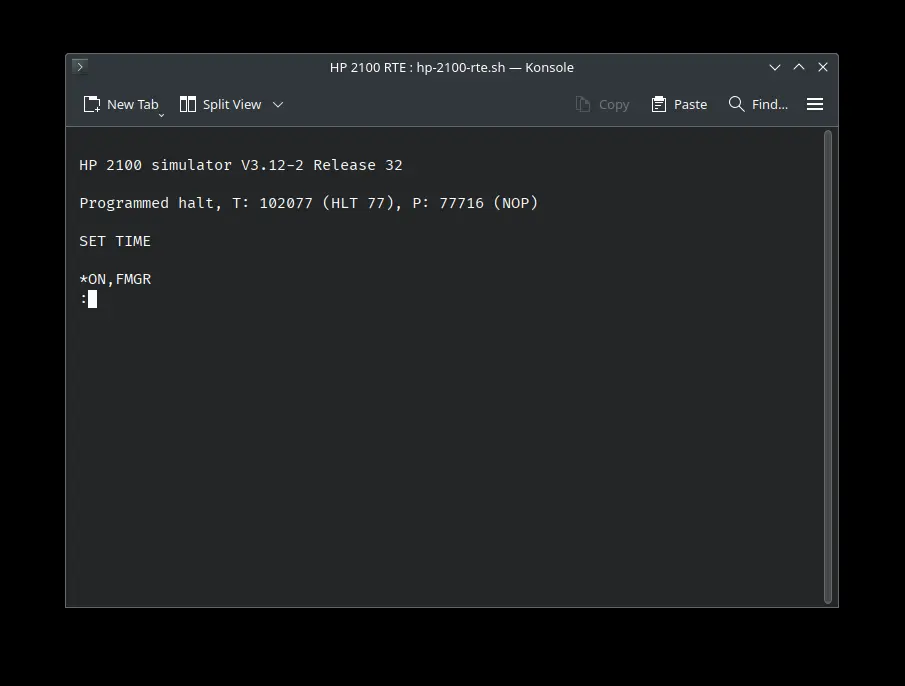 HP 2100 RTE : hp-2100-rte.sh — Konsole
New Tab Split View Copy Paste Find...
HP 2100 simulator V3.12-2 Release 32
Programmed halt, T: 102077 (HLT 77), P: 77716 (NOP)
SET TIME
*ON,FMGR
: